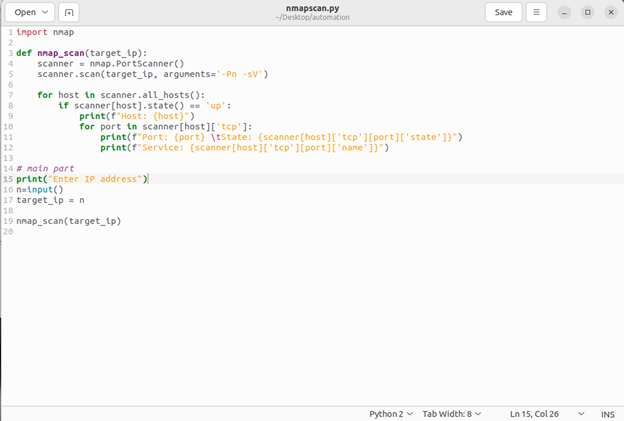 Open
nmapscan.py
~/Desktop/automation
Save
1 import nmap
2
3 def nmap_scan(target_ip):
4     scanner = nmap.PortScanner()
5     scanner.scan(target_ip, arguments='-Pn -sV')
6
7     for host in scanner.all_hosts():
8         if scanner[host].state() == 'up':
9             print(f"Host: {host}")
10             for port in scanner[host]['tcp']:
11                 print(f"Port: {port} \tState: {scanner[host]['tcp'][port]['state']}")
12                 print(f"Service: {scanner[host]['tcp'][port]['name']}")
13
14 # main part
15 print("Enter IP address")
16 n=input()
17 target_ip = n
18
19 nmap_scan(target_ip)
20
Python 2 Tab Width: 8 Ln 15, Col 26 INS